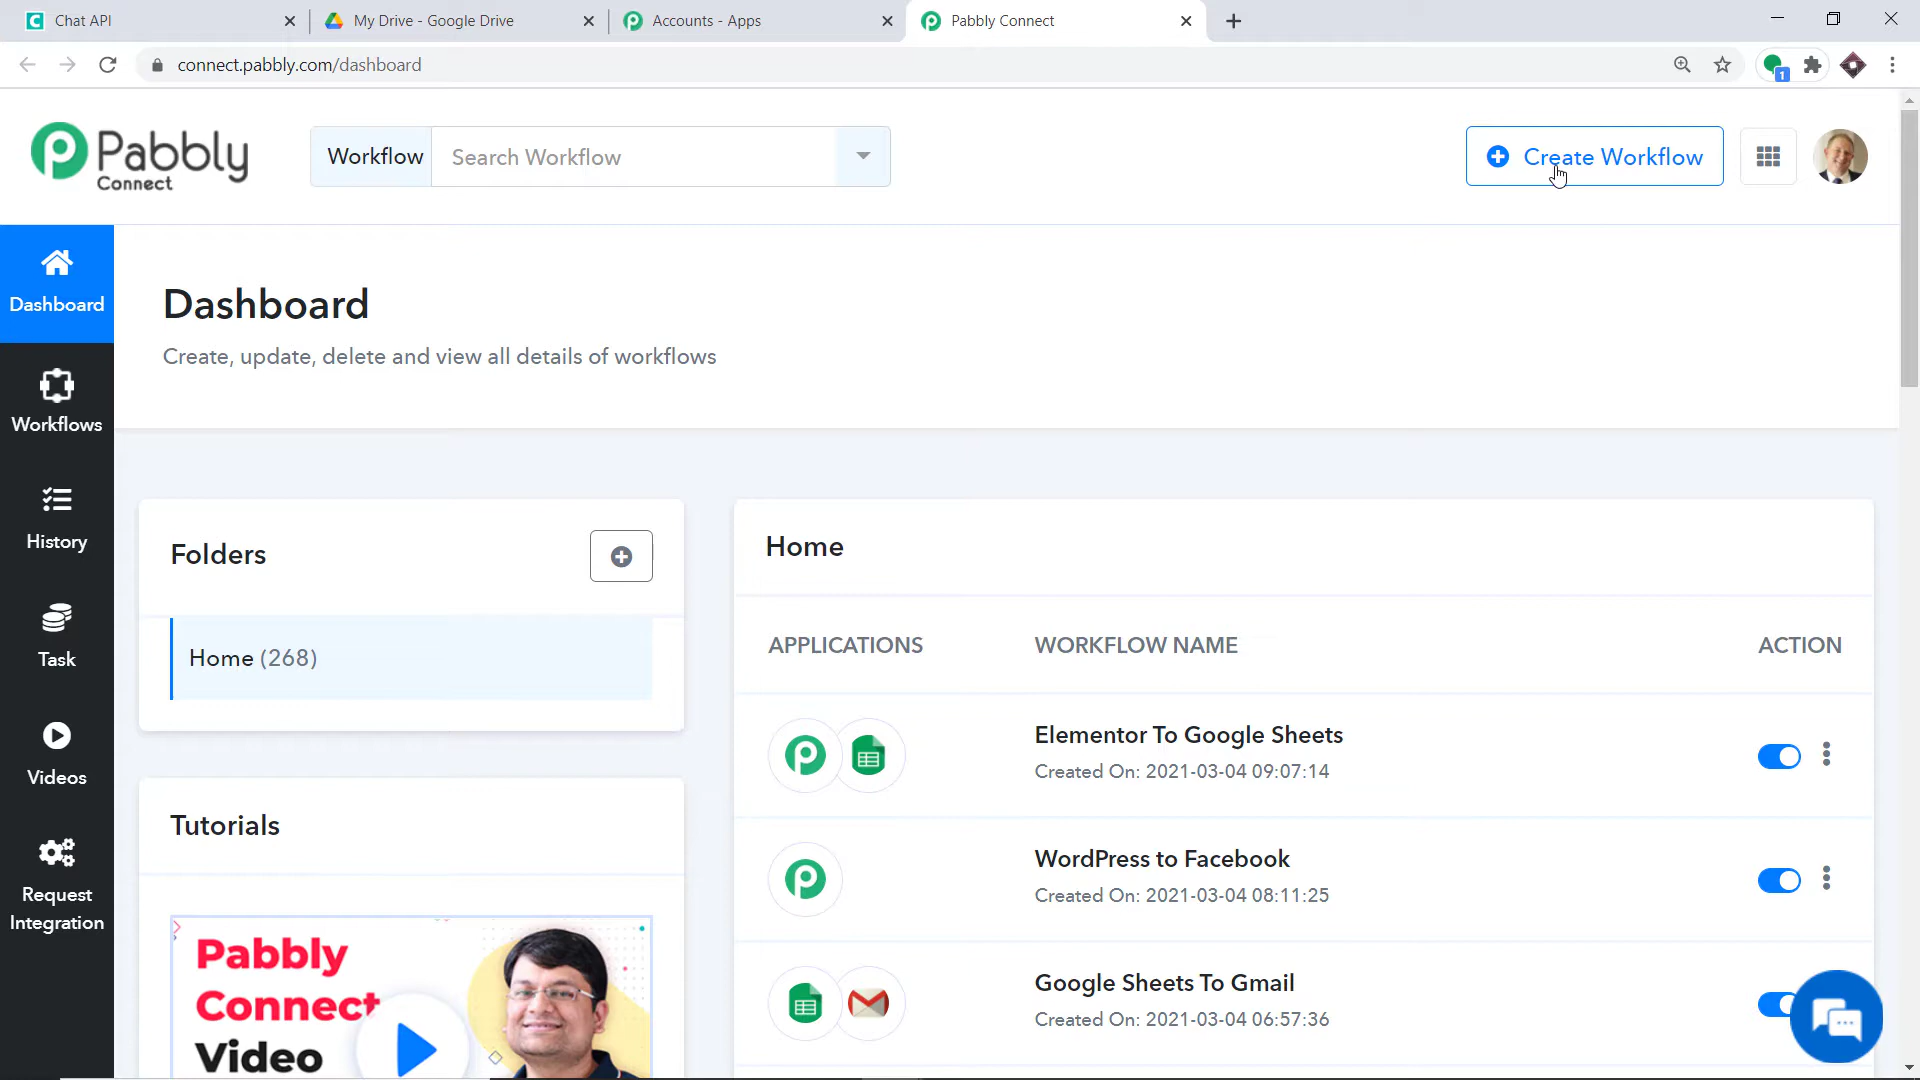 Chat API
My Drive - Google Drive
Accounts - Apps
Pabbly Connect
connect.pabbly.com/dashboard
1
Pabbly
Connect
Workflow
Search Workflow
Create Workflow
Dashboard
Workflows
History
Task
Videos
Request
Integration
Dashboard
Create, update, delete and view all details of workflows
Folders
Home (268)
Tutorials
Pabbly
Connect
Video
Home
APPLICATIONS
WORKFLOW NAME
ACTION
Elementor To Google Sheets
Created On: 2021-03-04 09:07:14
WordPress to Facebook
Created On: 2021-03-04 08:11:25
Google Sheets To Gmail
Created On: 2021-03-04 06:57:36